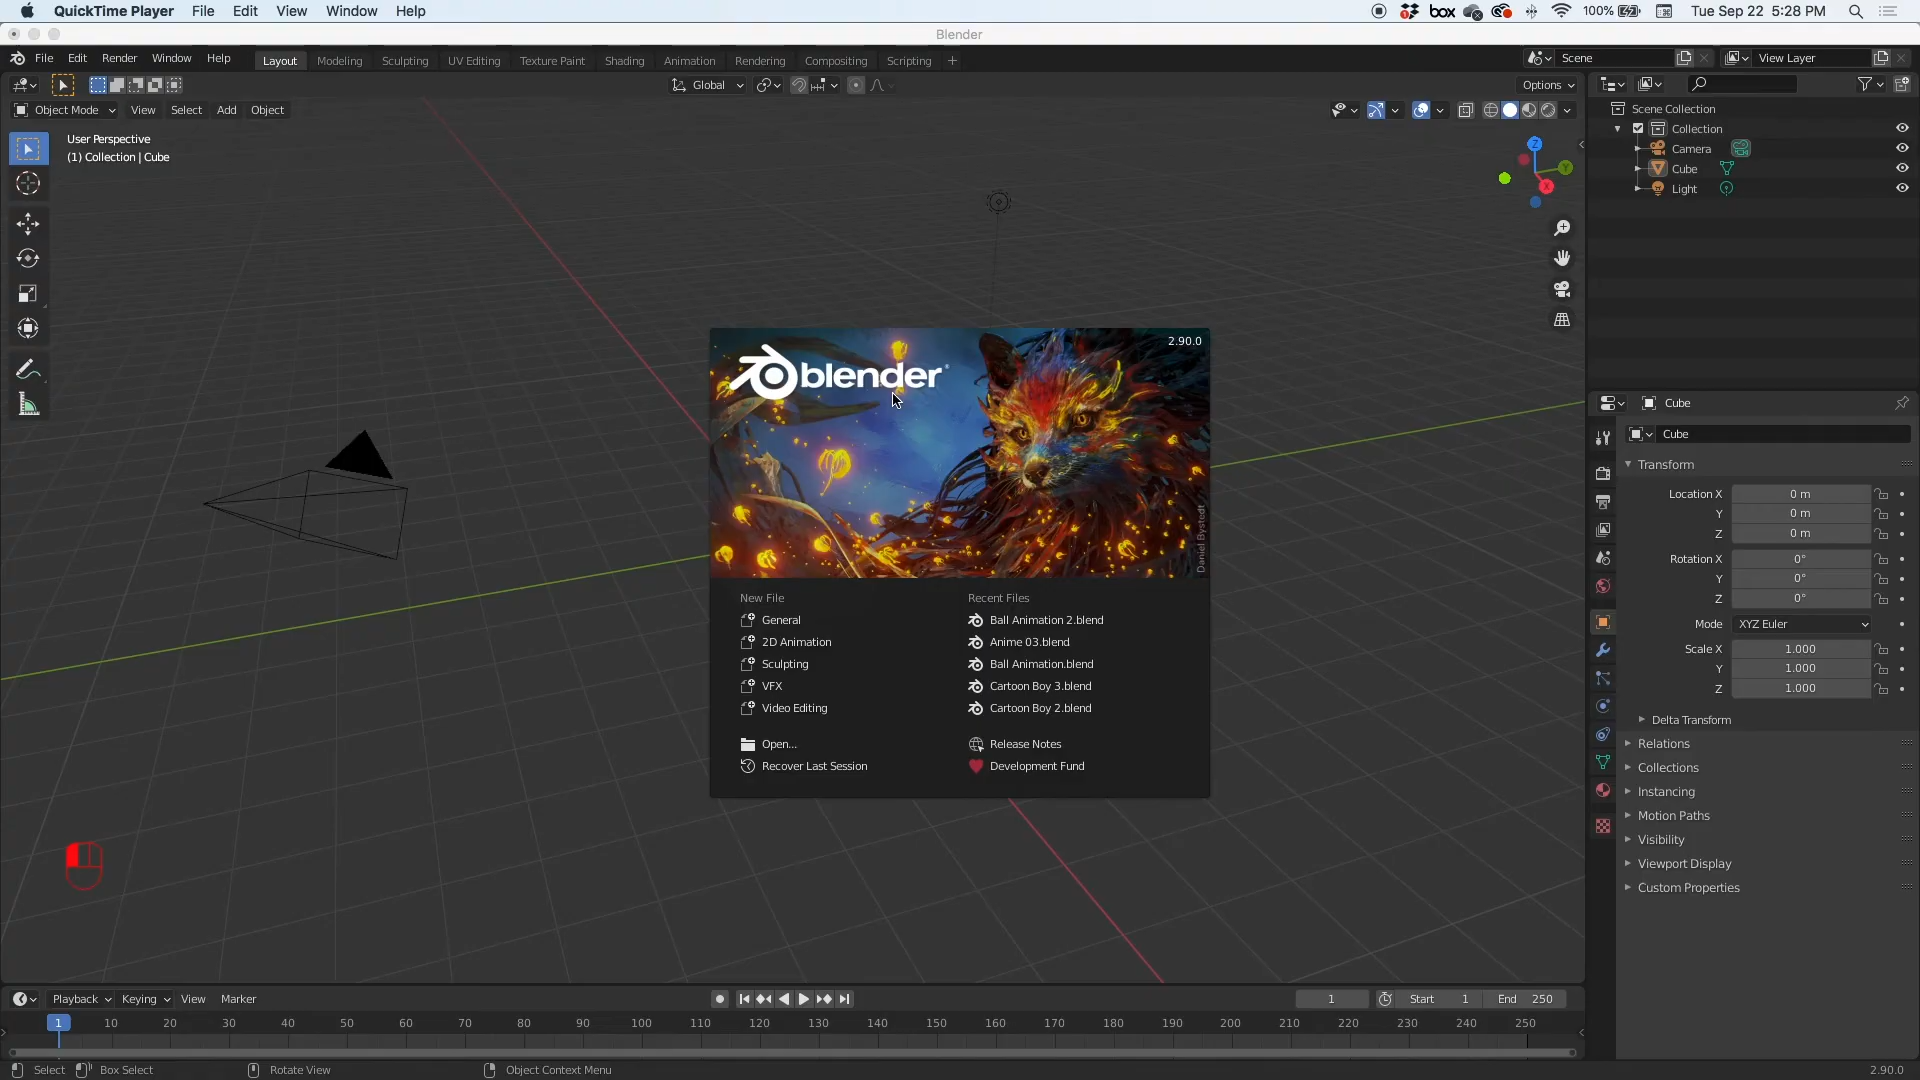 QuickTime Player File Edit View Window Help box 100% Tue Sep 22 5:28 PM
Blender
File Edit Render Window Help Layout Modeling Sculpting UV Editing Texture Paint Shading Animation Rendering Compositing Scripting + Scene View Layer
Global Options
Object Mode View Select Add Object
User Perspective
(1) Collection | Cube
Z
Y
X
Scene Collection
Collection
Camera
Cube
Light
2.90.0
blender
Daniel Bystedt
New File
General
2D Animation
Sculpting
VFX
Video Editing
Open...
Recover Last Session
Recent Files
Ball Animation 2.blend
Anime 03.blend
Ball Animation.blend
Cartoon Boy 3.blend
Cartoon Boy 2.blend
Release Notes
Development Fund
Cube
Cube
Transform
Location X 0 m
Y 0 m
Z 0 m
Rotation X 0°
Y 0°
Z 0°
Mode XYZ Euler
Scale X 1.000
Y 1.000
Z 1.000
Delta Transform
Relations
Collections
Instancing
Motion Paths
Visibility
Viewport Display
Custom Properties
Playback Keying View Marker 1 Start 1 End 250
1 10 20 30 40 50 60 70 80 90 100 110 120 130 140 150 160 170 180 190 200 210 220 230 240 250
Select Box Select Rotate View Object Context Menu 2.90.0